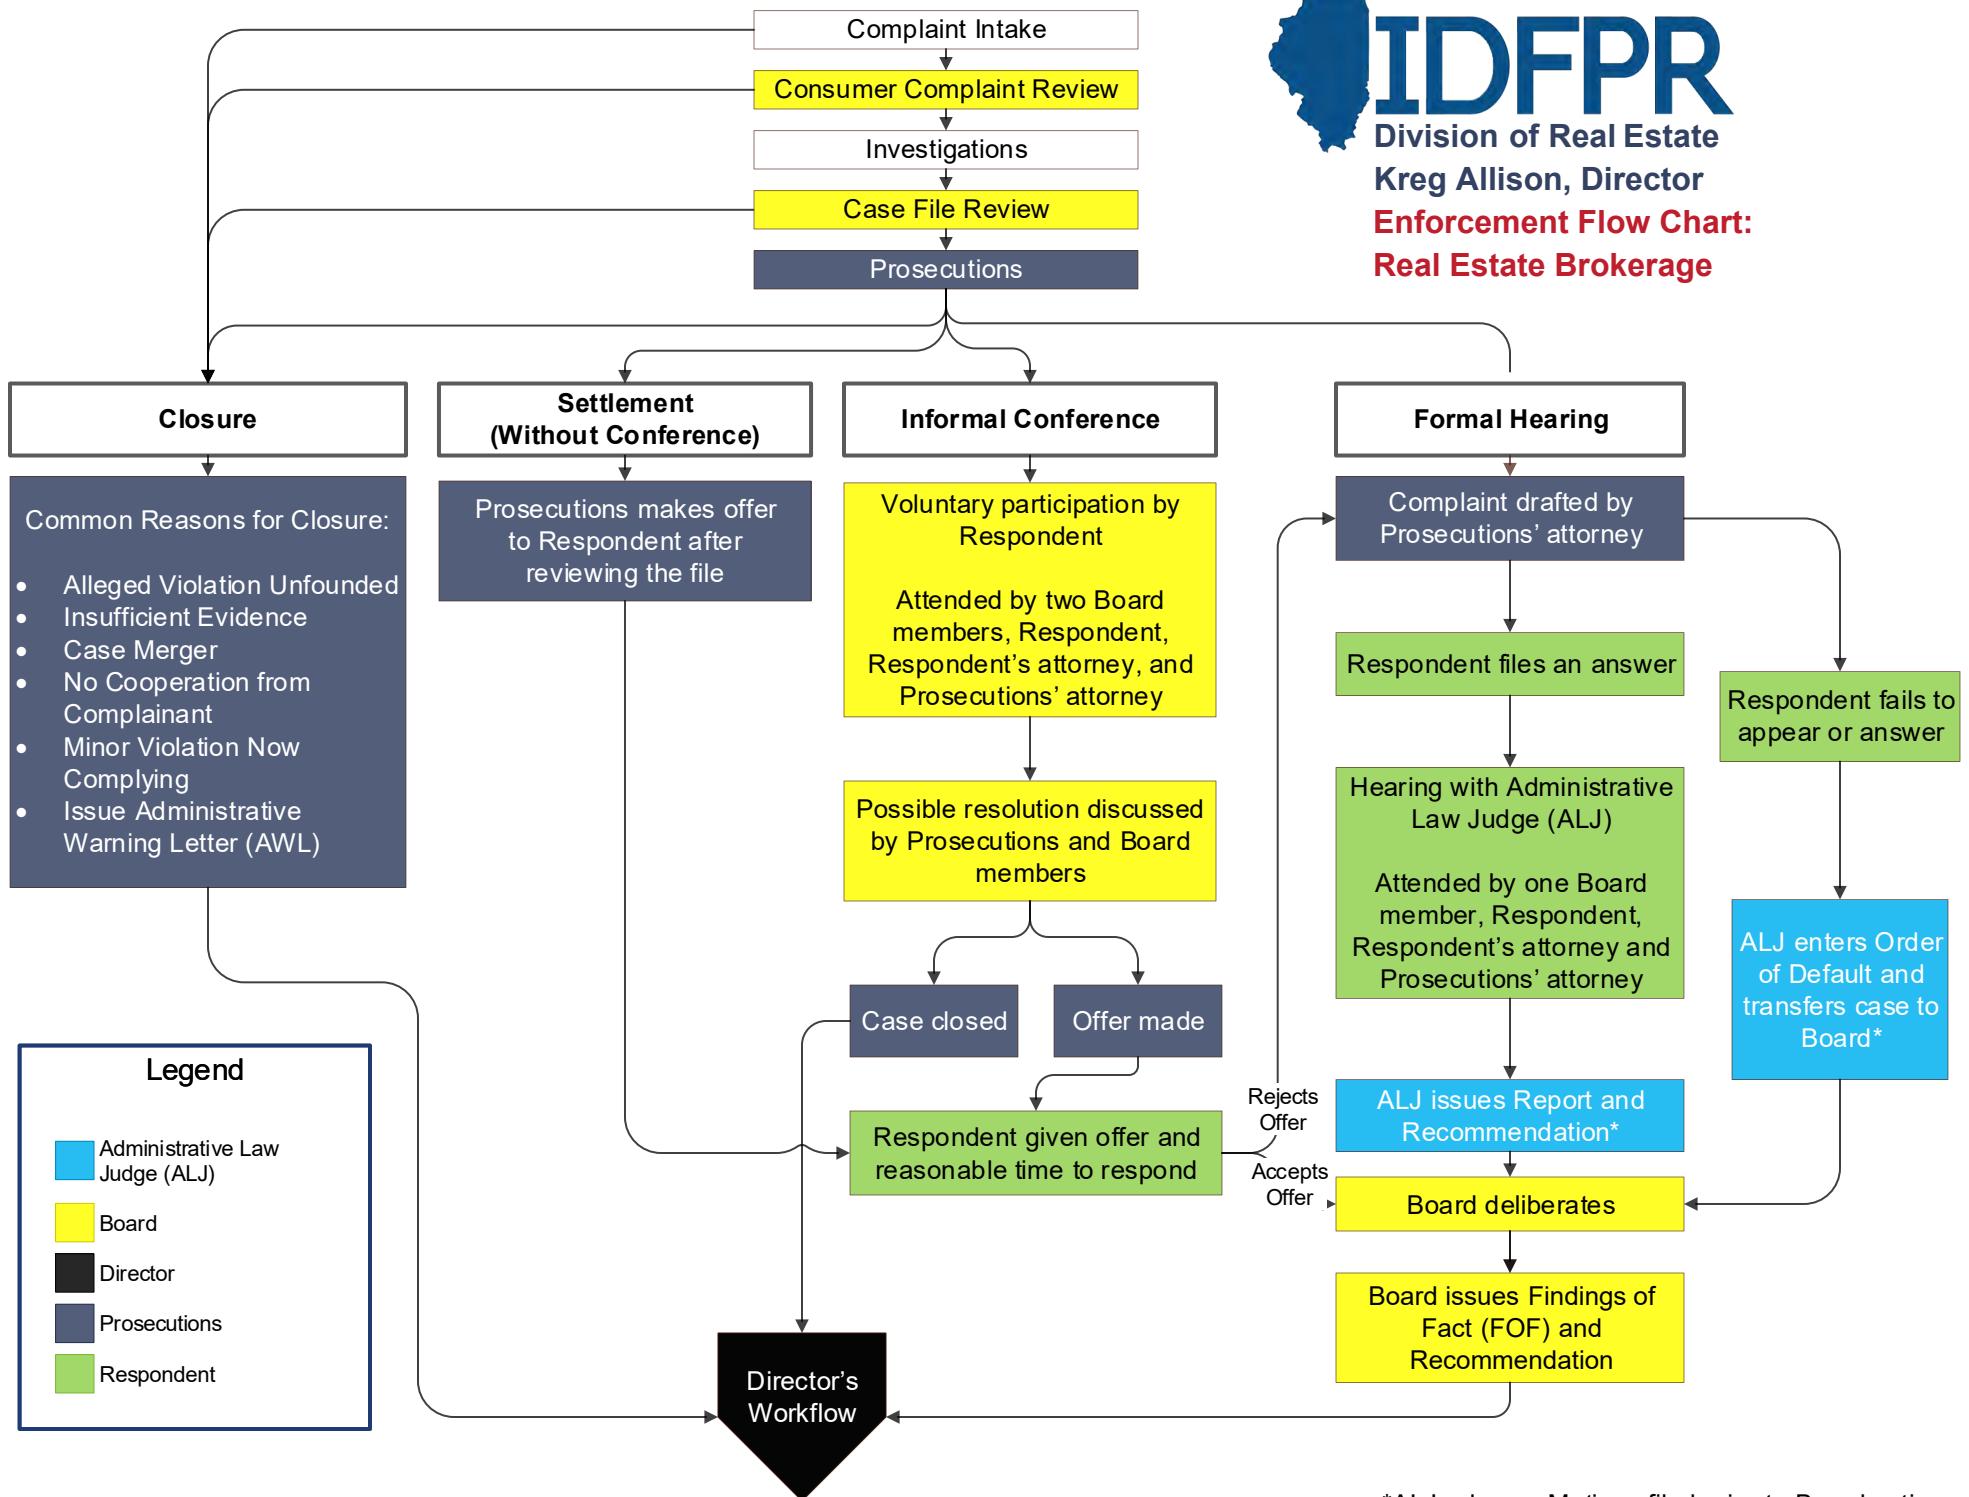 Complaint Intake
Consumer Complaint Review
Investigations
Case File Review
Prosecutions
IDFPR
Division of Real Estate
Kreg Allison, Director
Enforcement Flow Chart:
Real Estate Brokerage
Closure
Common Reasons for Closure:
• Alleged Violation Unfounded
• Insufficient Evidence
• Case Merger
• No Cooperation from
Complainant
• Minor Violation Now
Complying
• Issue Administrative
Warning Letter (AWL)
Settlement
(Without Conference)
Prosecutions makes offer
to Respondent after
reviewing the file
Informal Conference
Voluntary participation by
Respondent
Attended by two Board
members, Respondent,
Respondent’s attorney, and
Prosecutions’ attorney
Possible resolution discussed
by Prosecutions and Board
members
Case closed
Offer made
Respondent given offer and
reasonable time to respond
Rejects
Offer
Accepts
Offer
Formal Hearing
Complaint drafted by
Prosecutions’ attorney
Respondent files an answer
Respondent fails to
appear or answer
Hearing with Administrative
Law Judge (ALJ)
Attended by one Board
member, Respondent,
Respondent’s attorney and
Prosecutions’ attorney
ALJ enters Order
of Default and
transfers case to
Board*
ALJ issues Report and
Recommendation*
Board deliberates
Board issues Findings of
Fact (FOF) and
Recommendation
Director’s
Workflow
Legend
Administrative Law
Judge (ALJ)
Board
Director
Prosecutions
Respondent